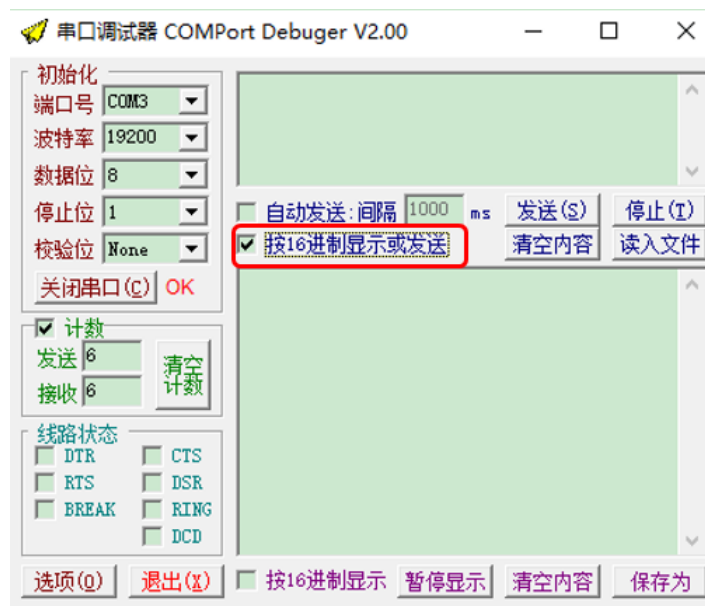 串口调试器 COMPort Debuger V2.00
初始化
端口号 COM3
波特率 19200
数据位 8
停止位 1
校验位 None
关闭串口(C) OK
自动发送:间隔 1000 ms 发送(S) 停止(T)
按16进制显示或发送 清空内容 读入文件
计数
发送 6
接收 6
清空
计数
线路状态
DTR CTS
RTS DSR
BREAK RING
DCD
选项(O) 退出(X) 按16进制显示 暂停显示 清空内容 保存为